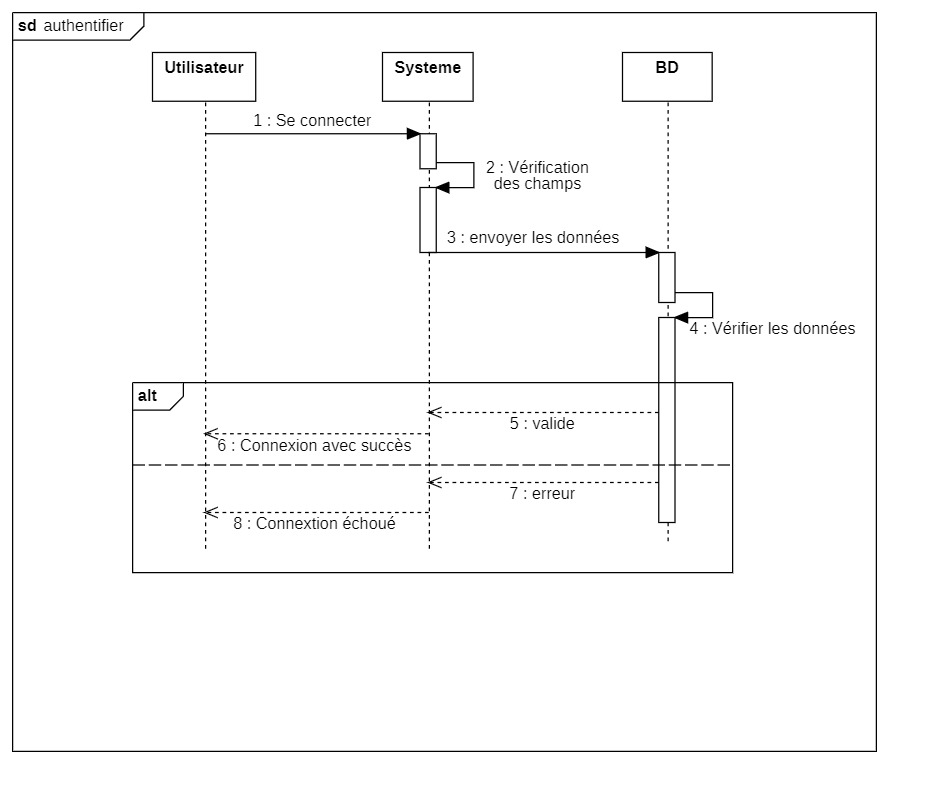 sd authentifier
Utilisateur
Systeme
BD
1 : Se connecter
2 : Vérification
des champs
3 : envoyer les données
4 : Vérifier les données
alt
5 : valide
6 : Connexion avec succès
7 : erreur
8 : Connextion échoué